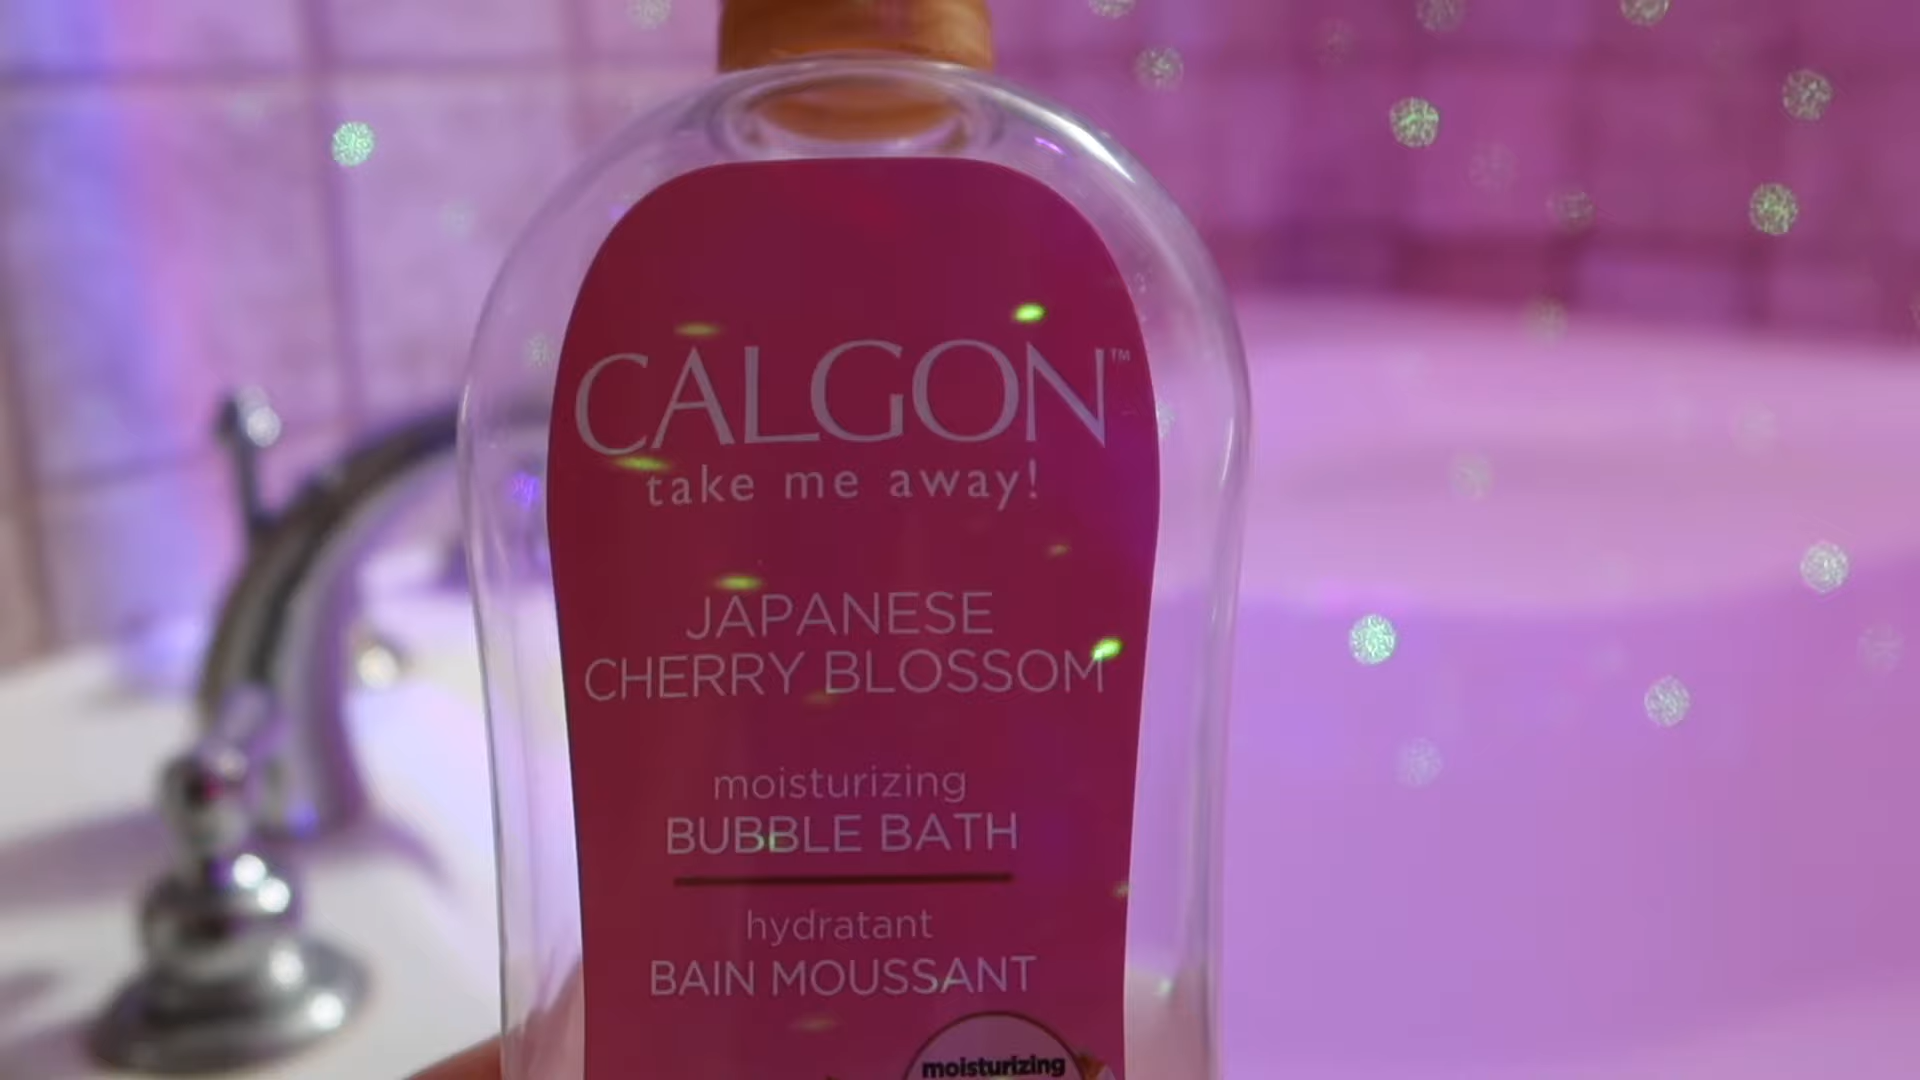 CALGON™
take me away!
JAPANESE
CHERRY BLOSSOM
moisturizing
BUBBLE BATH
hydratant
BAIN MOUSSANT
moisturizing